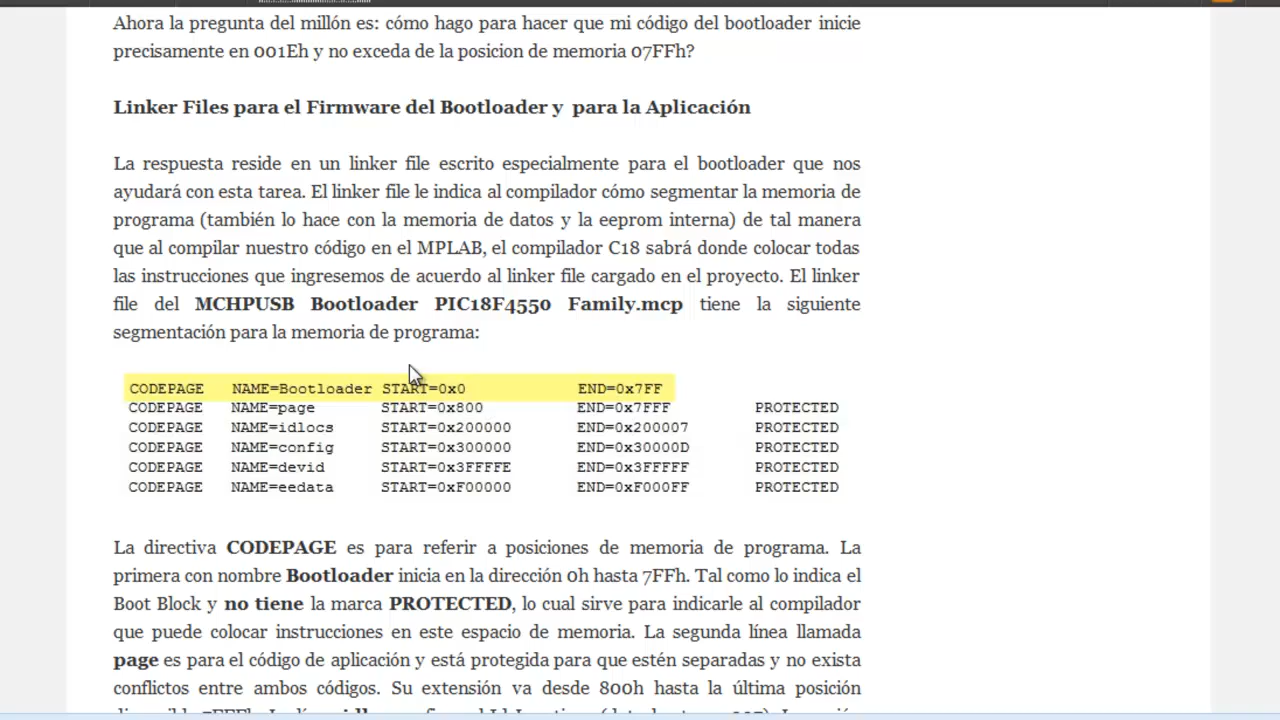 Ahora la pregunta del millón es: cómo hago para hacer que mi código del bootloader inicie
precisamente en 001Eh y no exceda de la posicion de memoria 07FFh?
Linker Files para el Firmware del Bootloader y para la Aplicación
La respuesta reside en un linker file escrito especialmente para el bootloader que nos
ayudará con esta tarea. El linker file le indica al compilador cómo segmentar la memoria de
programa (también lo hace con la memoria de datos y la eeprom interna) de tal manera
que al compilar nuestro código en el MPLAB, el compilador C18 sabrá donde colocar todas
las instrucciones que ingresemos de acuerdo al linker file cargado en el proyecto. El linker
file del MCHPUSB Bootloader PIC18F4550 Family.mcp tiene la siguiente
segmentación para la memoria de programa:
CODEPAGE NAME=Bootloader START=0x0 END=0x7FF
CODEPAGE NAME=page START=0x800 END=0x7FFF PROTECTED
CODEPAGE NAME=idlocs START=0x200000 END=0x200007 PROTECTED
CODEPAGE NAME=config START=0x300000 END=0x30000D PROTECTED
CODEPAGE NAME=devid START=0x3FFFFE END=0x3FFFFF PROTECTED
CODEPAGE NAME=eedata START=0xF00000 END=0xF000FF PROTECTED
La directiva CODEPAGE es para referir a posiciones de memoria de programa. La
primera con nombre Bootloader inicia en la dirección 0h hasta 7FFh. Tal como lo indica el
Boot Block y no tiene la marca PROTECTED, lo cual sirve para indicarle al compilador
que puede colocar instrucciones en este espacio de memoria. La segunda línea llamada
page es para el código de aplicación y está protegida para que estén separadas y no exista
conflictos entre ambos códigos. Su extensión va desde 800h hasta la última posición